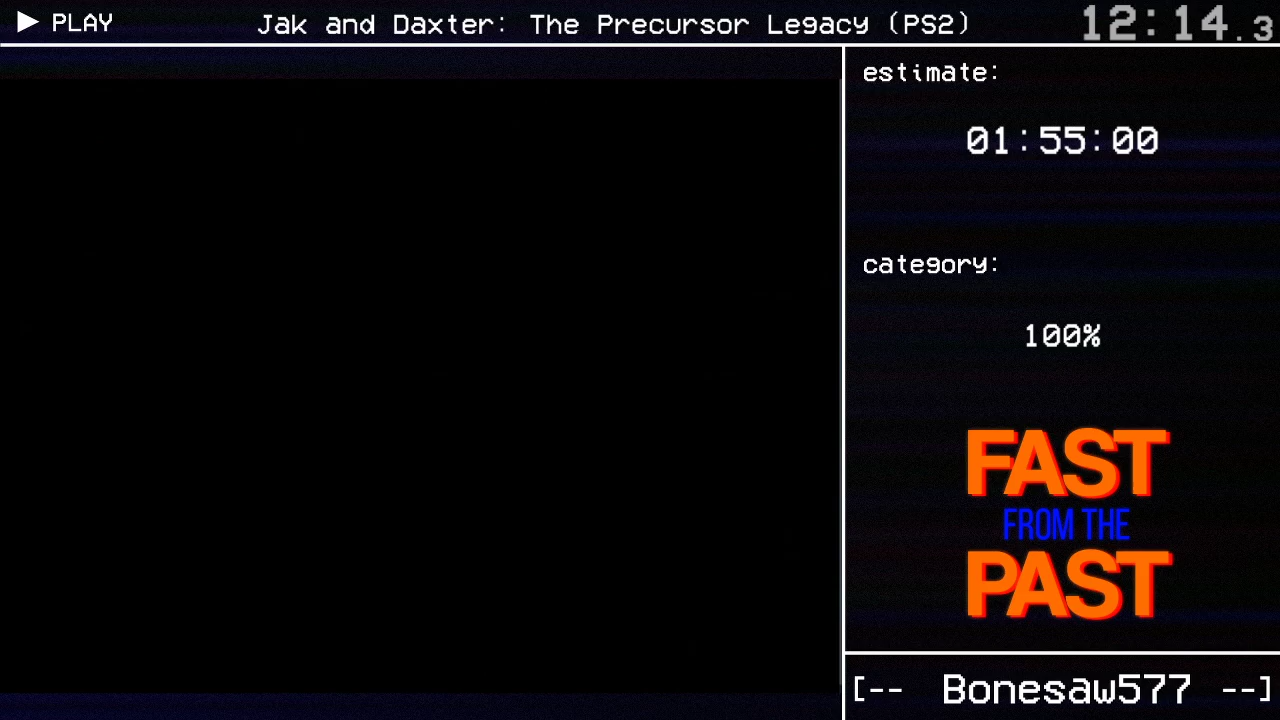 ▶ PLAY
Jak and Daxter: The Precursor Legacy (PS2)
12:14.3
estimate:
01:55:00
category:
100%
FAST
FROM THE
PAST
[-- Bonesaw577 --]